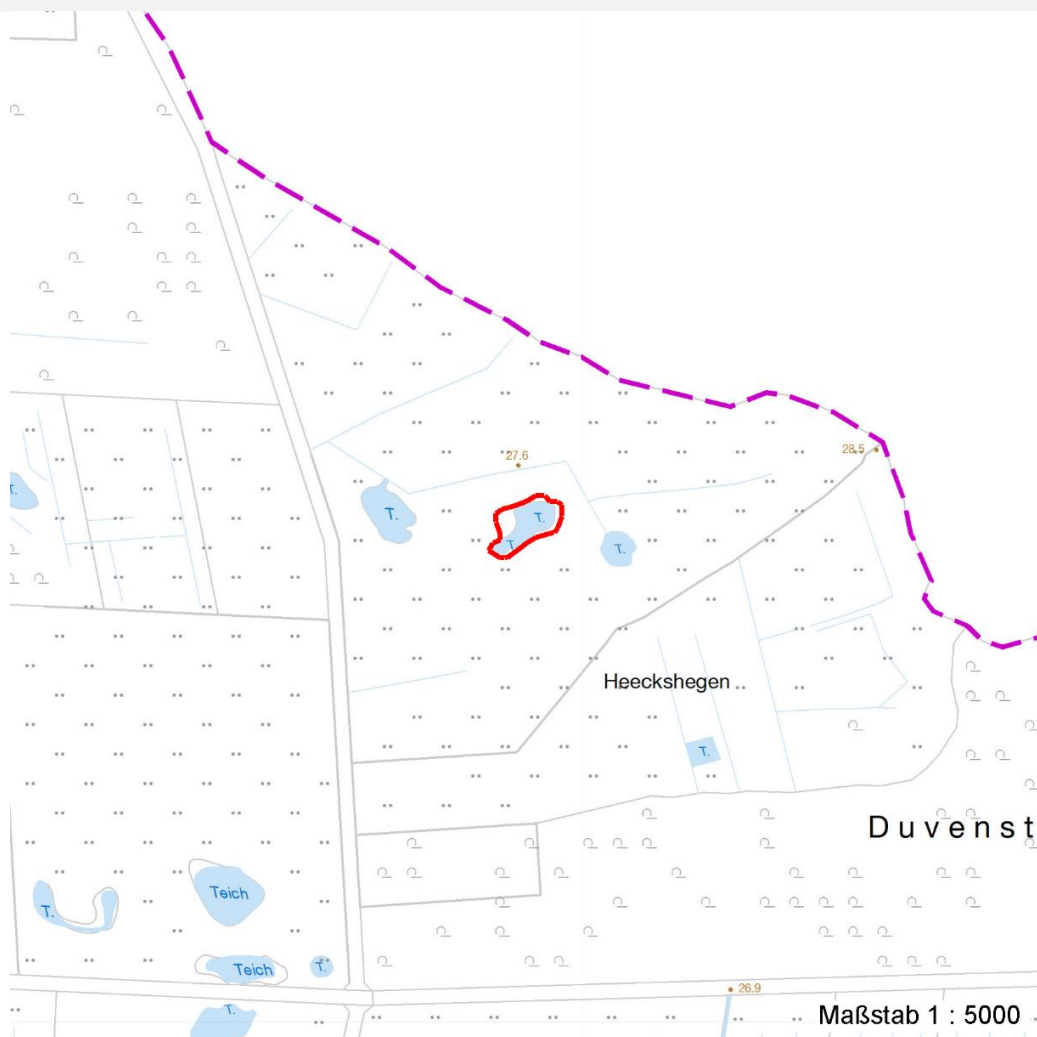 27.6
28.5
T.
T.
T.
T.
T.
Heeckshegen
T.
Duvenst
T.
Teich
Teich
T.
26.9
T.
Maßstab 1 : 5000